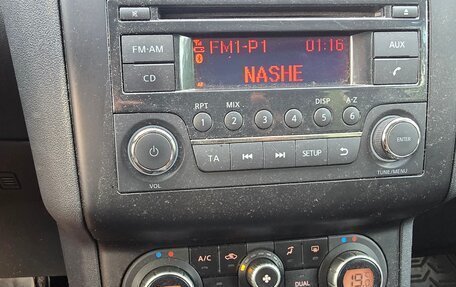 FM1-P1 01:16
NASHE
FM-AM
CD
AUX
RPT MIX DISP A-Z
1 2 3 4 5 6
VOL
TA SETUP
ENTER
TUNE/MENU
A/C
DUAL